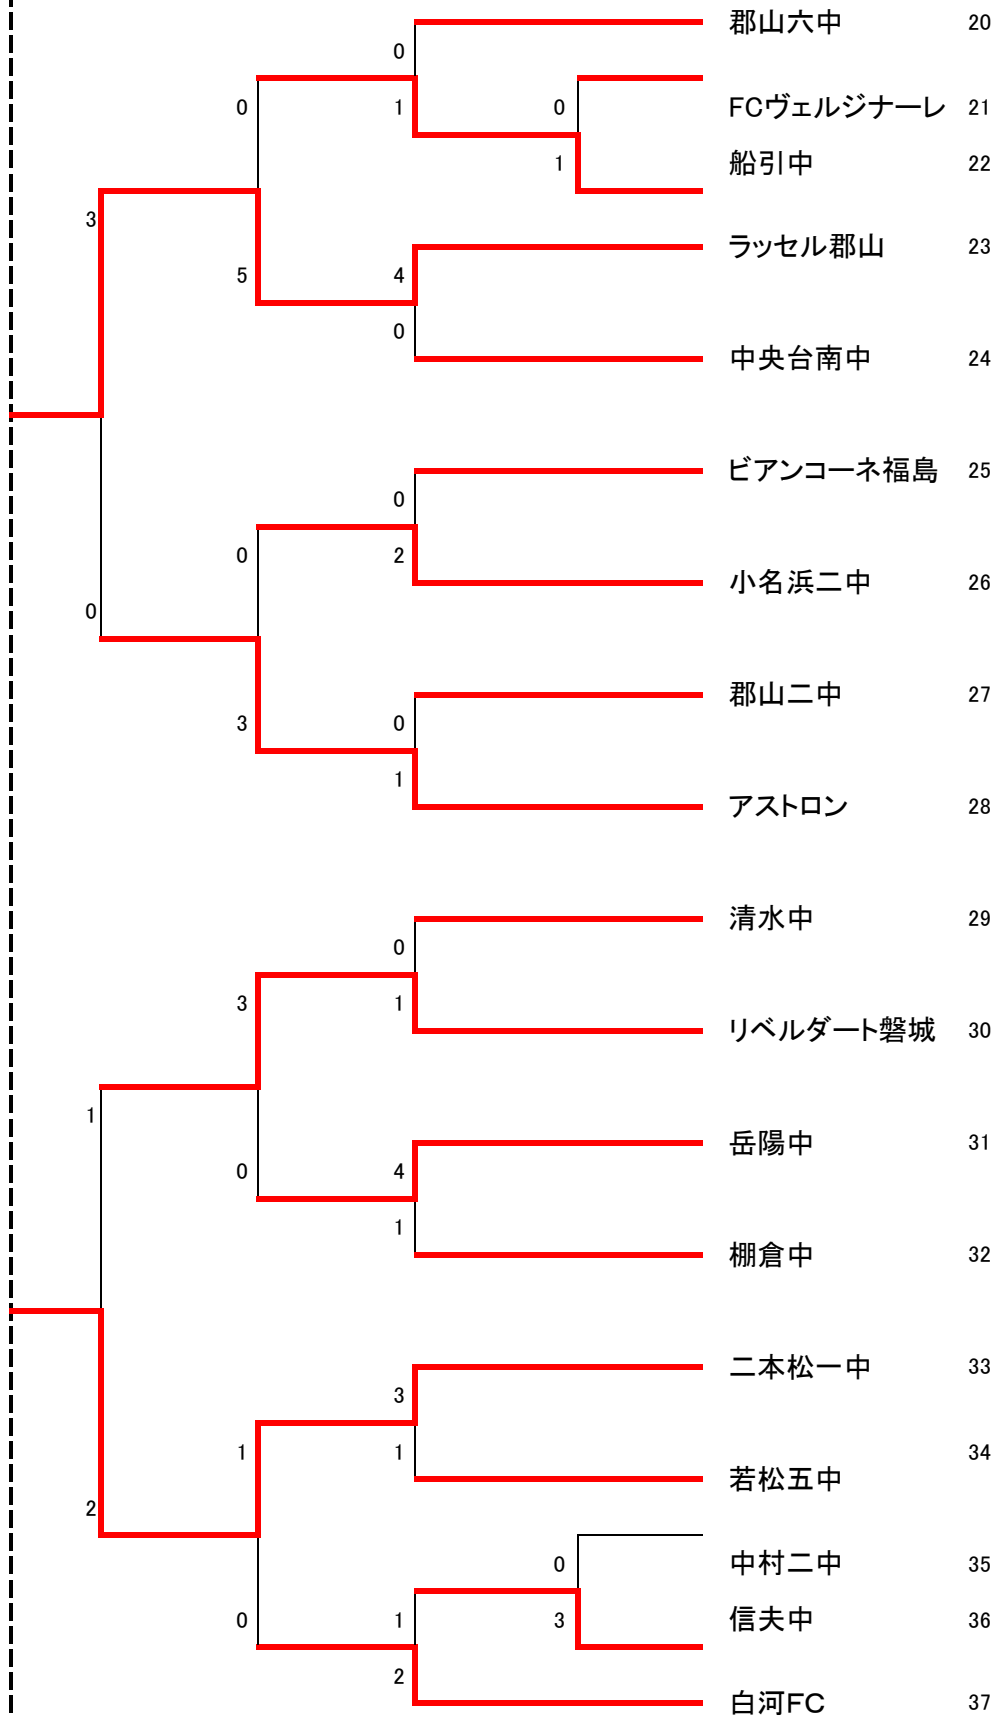 郡山六中 20
0
0 1 0 FCヴェルジナーレ 21
1 船引中 22
3
ラッセル郡山 23
5 4
0
中央台南中 24
ビアンコーネ福島 25
0
0 2
小名浜二中 26
0
郡山二中 27
3 0
1
アストロン 28
清水中 29
0
3 1
リベルダート磐城 30
1
岳陽中 31
0 4
1
棚倉中 32
二本松一中 33
3
1 1 34
若松五中
2
0 中村二中 35
0 1 3 信夫中 36
2
白河FC 37